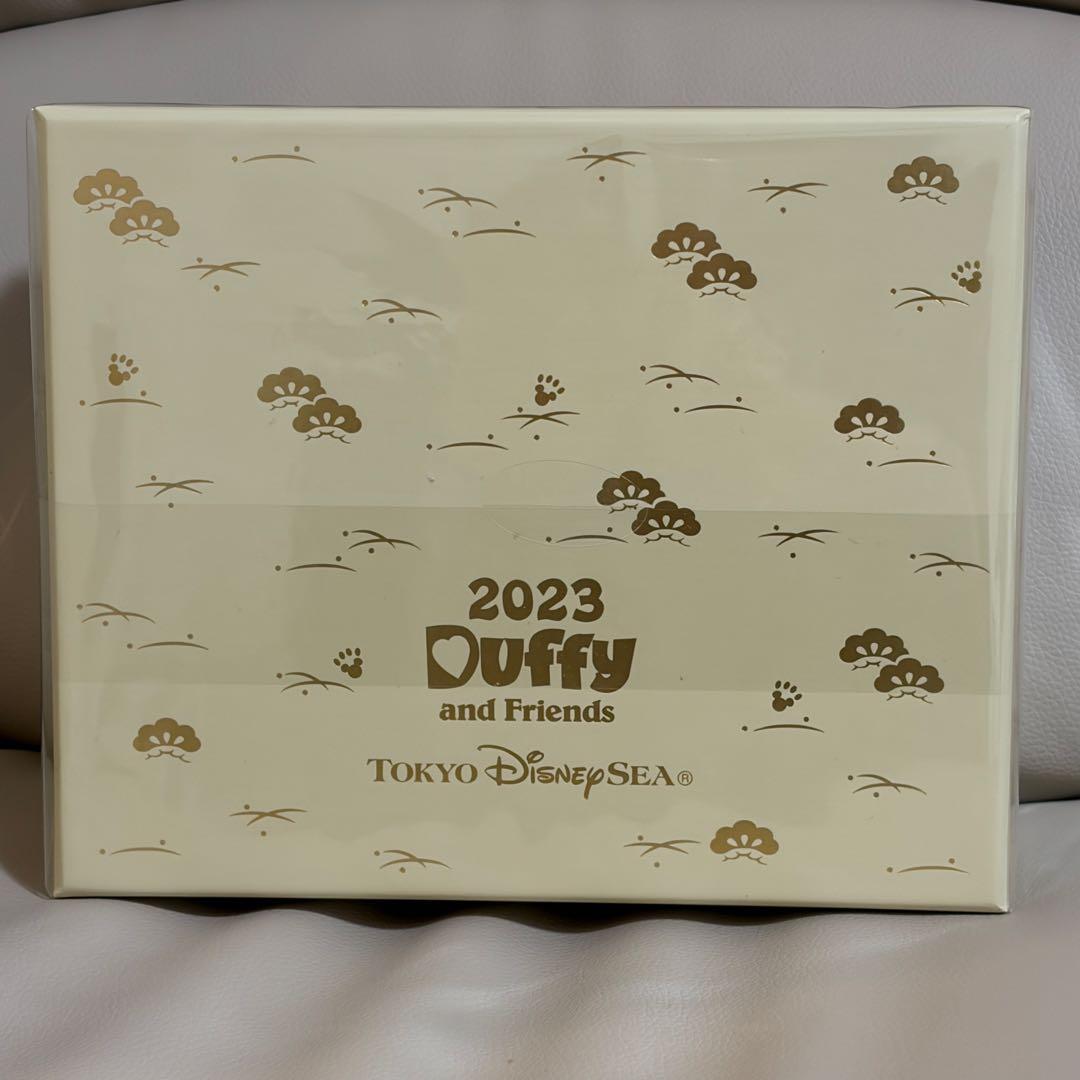 2023
Duffy
and Friends
TOKYO DISNEYSEA®